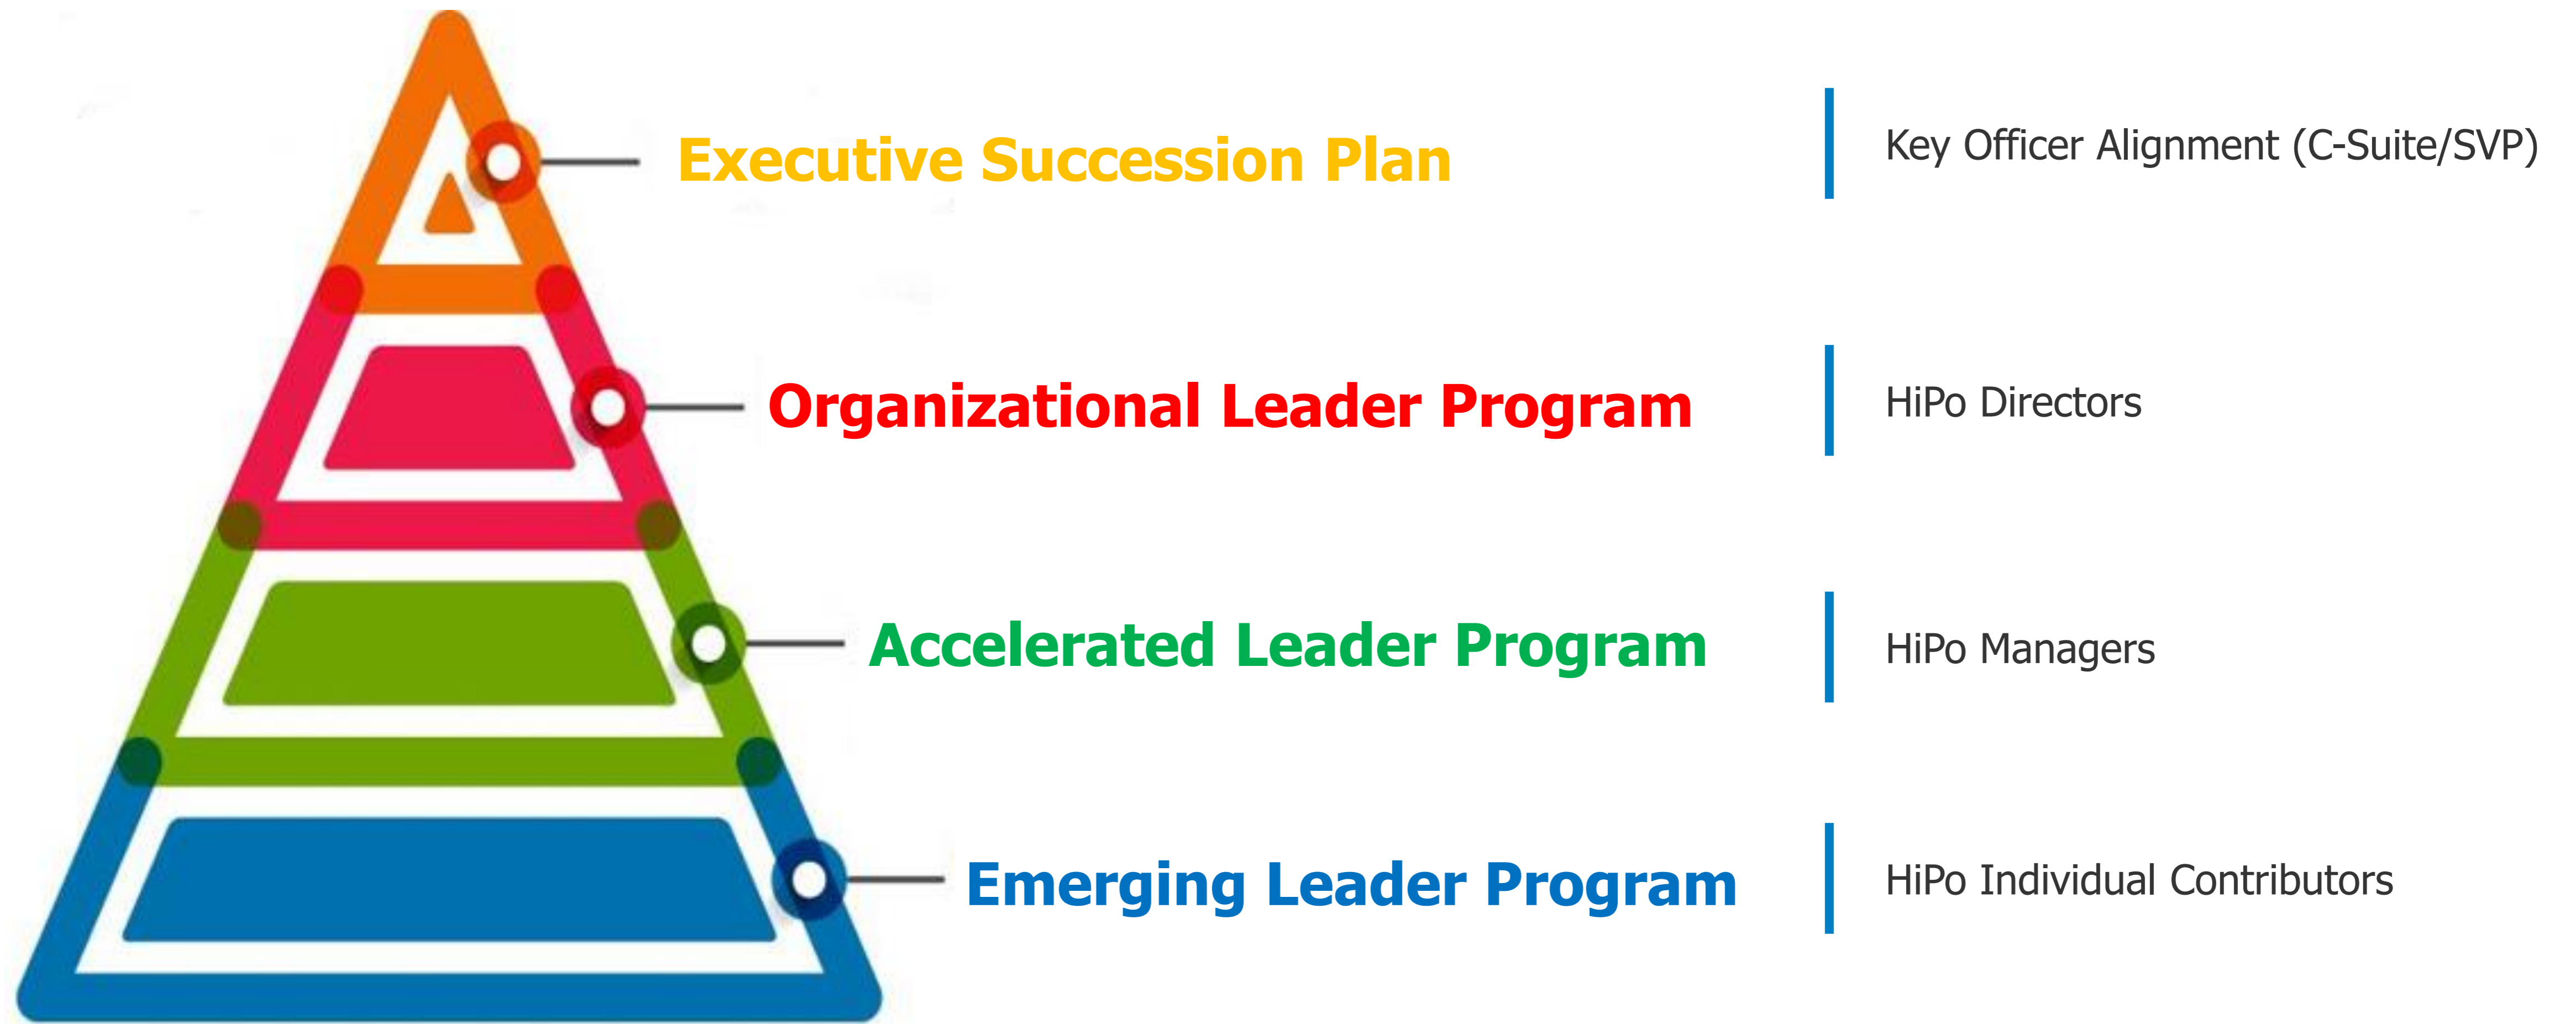 Executive Succession Plan
Key Officer Alignment (C-Suite/SVP)
Organizational Leader Program
HiPo Directors
Accelerated Leader Program
HiPo Managers
Emerging Leader Program
HiPo Individual Contributors